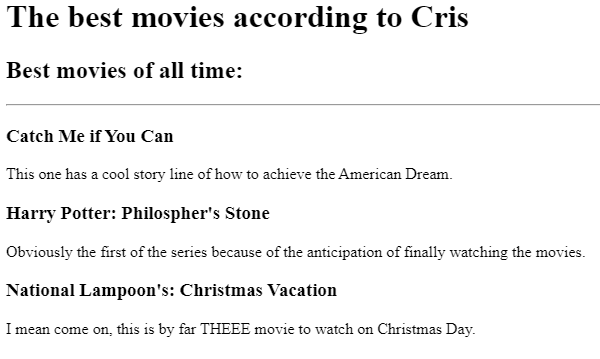 The best movies according to Cris
Best movies of all time:
Catch Me if You Can
This one has a cool story line of how to achieve the American Dream.
Harry Potter: Philospher's Stone
Obviously the first of the series because of the anticipation of finally watching the movies.
National Lampoon's: Christmas Vacation
I mean come on, this is by far THEEE movie to watch on Christmas Day.